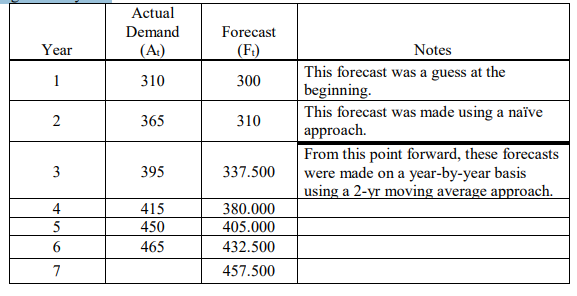 Actual
Demand
(Aₜ)
Forecast
(Fₜ)
Year
Notes
1 310 300 This forecast was a guess at the
beginning.
2 365 310 This forecast was made using a naïve
approach.
3 395 337.500 From this point forward, these forecasts
were made on a year-by-year basis
using a 2-yr moving average approach.
4 415 380.000
5 450 405.000
6 465 432.500
7 457.500